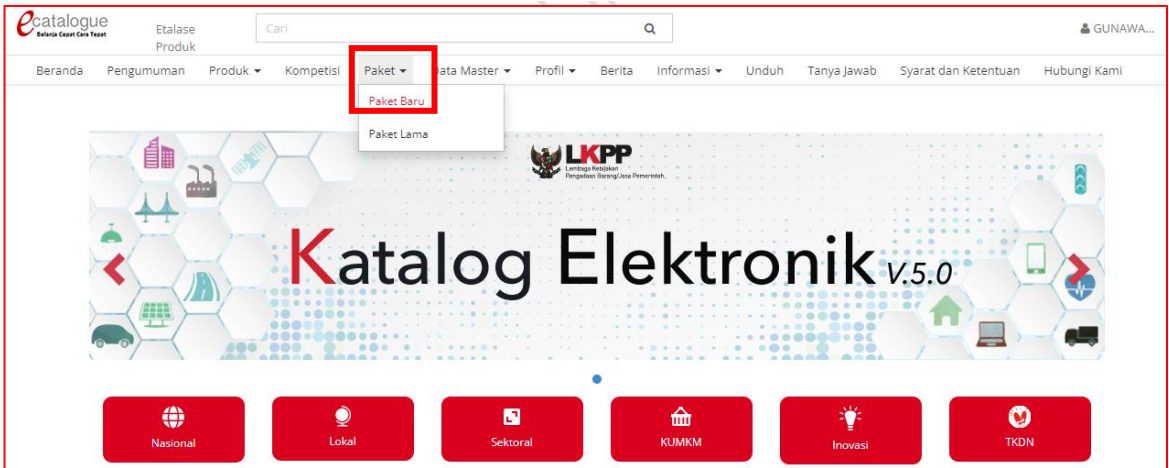 ecatalogue
Belanja Cepat Cara Tepat
Etalase
Produk
Cari
GUNAWA...
Beranda Pengumuman Produk Kompetisi Paket Data Master Profil Berita Informasi Unduh Tanya Jawab Syarat dan Ketentuan Hubungi Kami
Paket Baru
Paket Lama
LKPP
Lembaga Kebijakan
Pengadaan Barang/Jasa Pemerintah.
Katalog Elektronik v.5.0
Nasional Lokal Sektoral KUMKM Inovasi TKDN